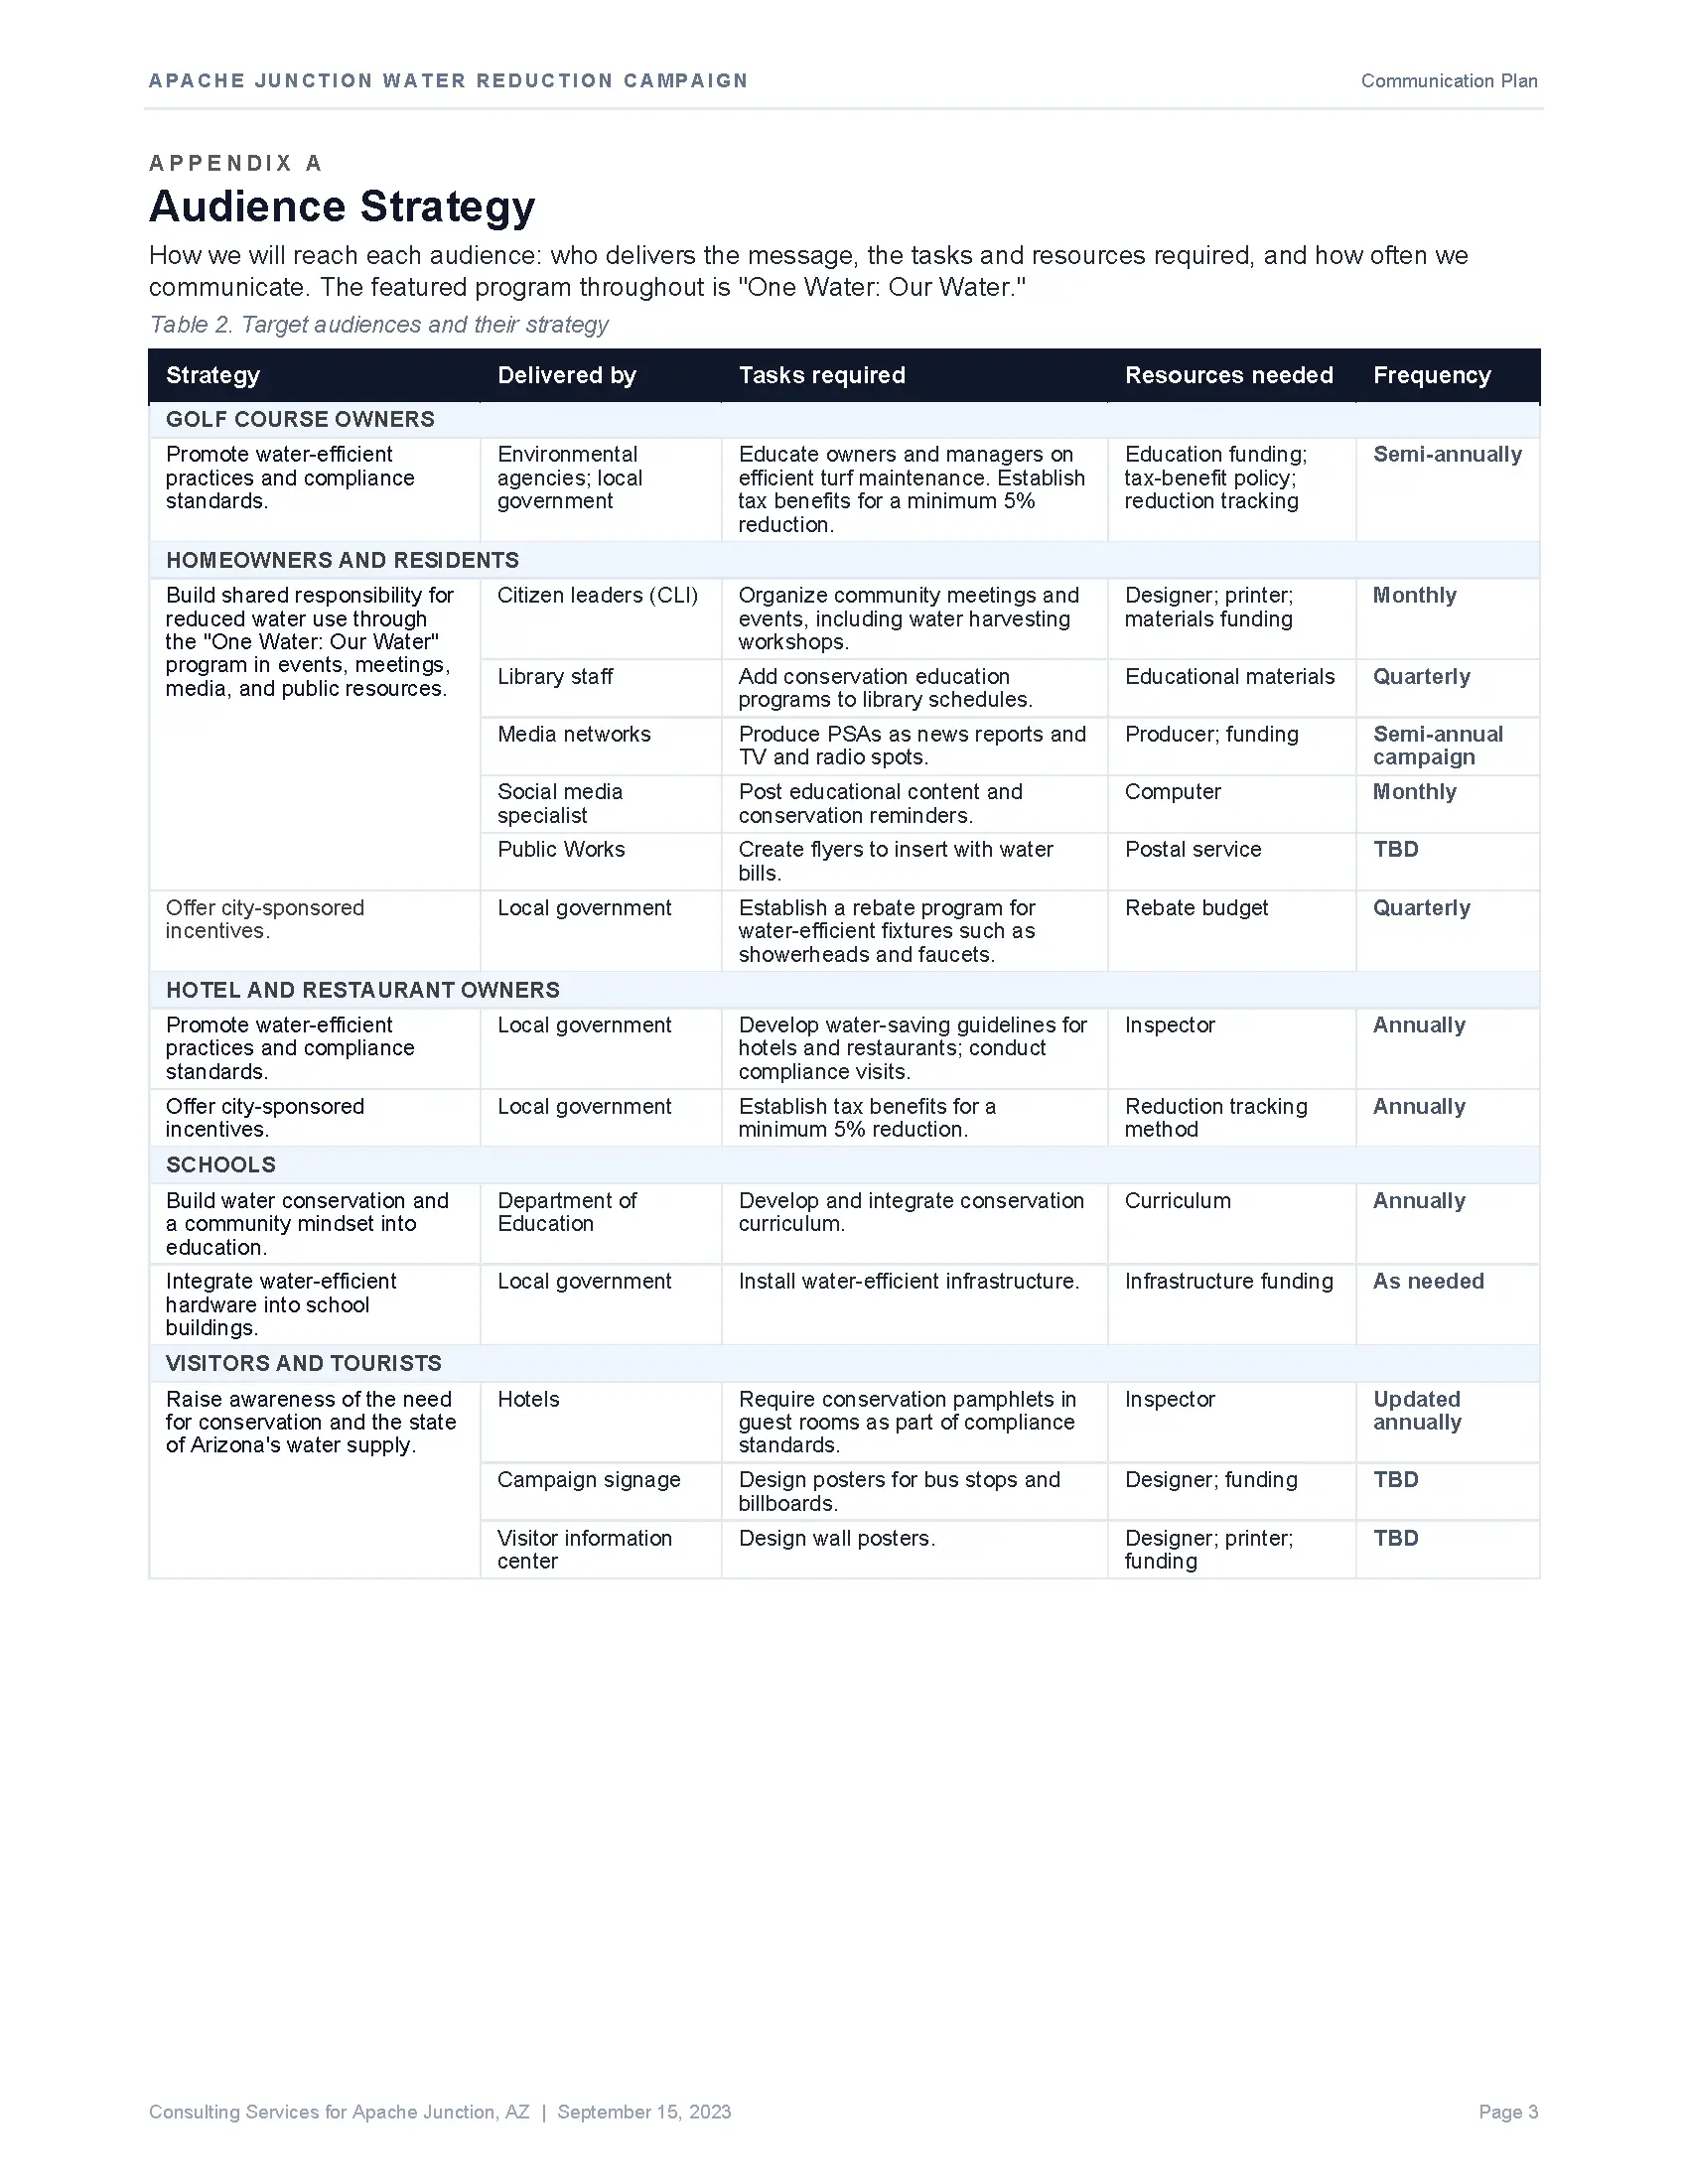 APACHE JUNCTION WATER REDUCTION CAMPAIGN
Communication Plan
APPENDIX A
Audience Strategy
How we will reach each audience: who delivers the message, the tasks and resources required, and how often we
communicate. The featured program throughout is "One Water: Our Water."
Table 2. Target audiences and their strategy
Strategy
Delivered by
Tasks required
Resources needed
Frequency
GOLF COURSE OWNERS
Promote water-efficient
practices and compliance
standards.
Environmental
agencies; local
government
Educate owners and managers on
efficient turf maintenance. Establish
tax benefits for a minimum 5%
reduction.
Education funding;
tax-benefit policy;
reduction tracking
Semi-annually
HOMEOWNERS AND RESIDENTS
Build shared responsibility for
reduced water use through
the "One Water: Our Water"
program in events, meetings,
media, and public resources.
Citizen leaders (CLI)
Organize community meetings and
events, including water harvesting
workshops.
Designer; printer;
materials funding
Monthly
Library staff
Add conservation education
programs to library schedules.
Educational materials
Quarterly
Media networks
Produce PSAs as news reports and
TV and radio spots.
Producer; funding
Semi-annual
campaign
Social media
specialist
Post educational content and
conservation reminders.
Computer
Monthly
Public Works
Create flyers to insert with water
bills.
Postal service
TBD
Offer city-sponsored
incentives.
Local government
Establish a rebate program for
water-efficient fixtures such as
showerheads and faucets.
Rebate budget
Quarterly
HOTEL AND RESTAURANT OWNERS
Promote water-efficient
practices and compliance
standards.
Local government
Develop water-saving guidelines for
hotels and restaurants; conduct
compliance visits.
Inspector
Annually
Offer city-sponsored
incentives.
Local government
Establish tax benefits for a
minimum 5% reduction.
Reduction tracking
method
Annually
SCHOOLS
Build water conservation and
a community mindset into
education.
Department of
Education
Develop and integrate conservation
curriculum.
Curriculum
Annually
Integrate water-efficient
hardware into school
buildings.
Local government
Install water-efficient infrastructure.
Infrastructure funding
As needed
VISITORS AND TOURISTS
Raise awareness of the need
for conservation and the state
of Arizona's water supply.
Hotels
Require conservation pamphlets in
guest rooms as part of compliance
standards.
Inspector
Updated
annually
Campaign signage
Design posters for bus stops and
billboards.
Designer; funding
TBD
Visitor information
center
Design wall posters.
Designer; printer;
funding
TBD
Consulting Services for Apache Junction, AZ | September 15, 2023
Page 3